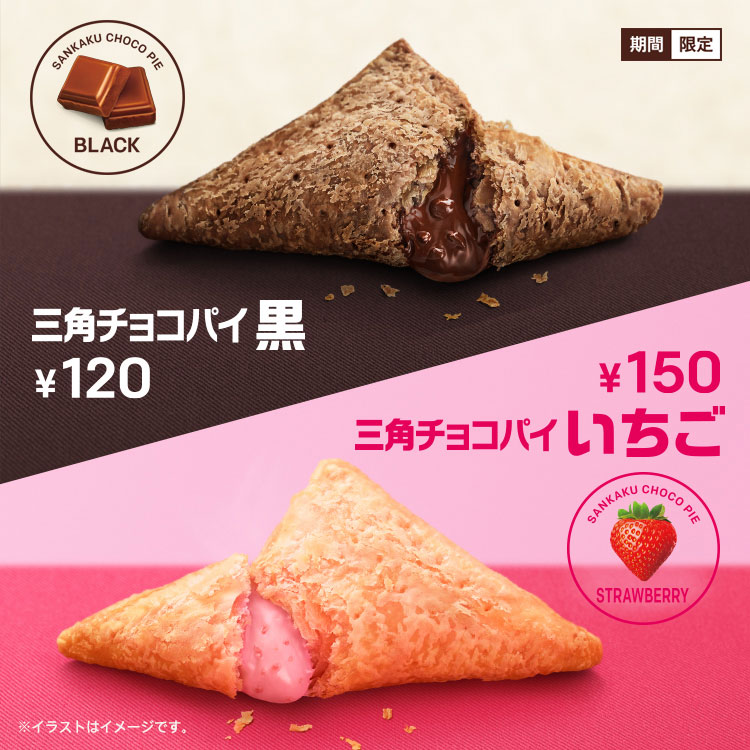 SANKAKU CHOCO PIE
BLACK
期間 限定
三角チョコパイ 黒
¥120
¥150
三角チョコパイ いちご
SANKAKU CHOCO PIE
STRAWBERRY
※イラストはイメージです。